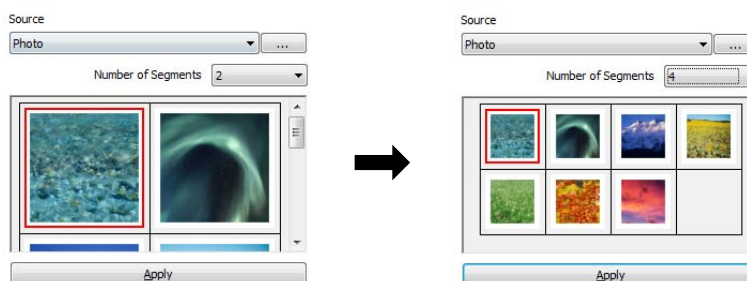 Source
Photo ...
Number of Segments 2
Apply
Source
Photo ...
Number of Segments 4
Apply